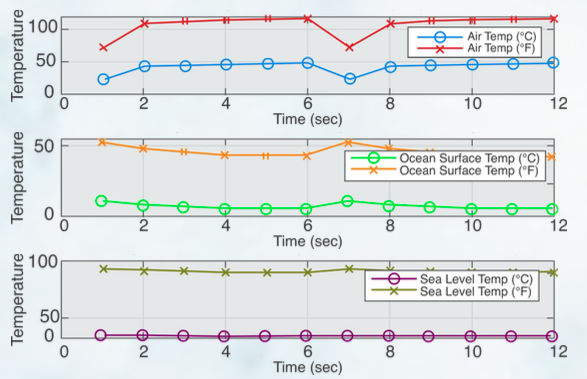 Temperature
100
50
0
0 2 4 6 8 10 12
Time (sec)
Air Temp (°C)
Air Temp (°F)
Temperature
50
0
0 2 4 6 8 10 12
Time (sec)
Ocean Surface Temp (°C)
Ocean Surface Temp (°F)
Temperature
100
50
0
0 2 4 6 8 10 12
Time (sec)
Sea Level Temp (°C)
Sea Level Temp (°F)